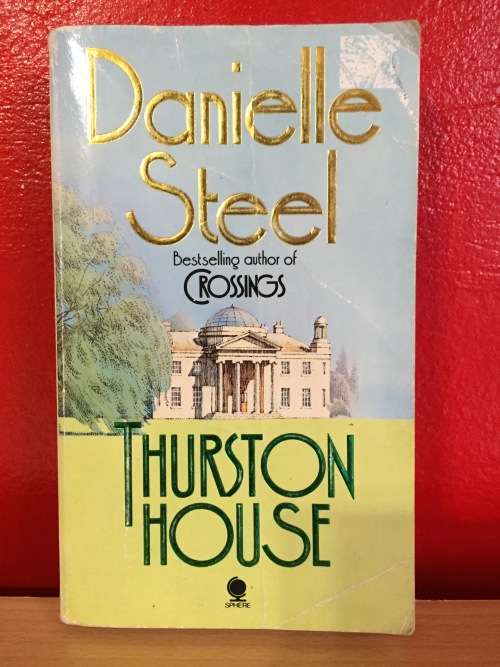 Danielle
Steel
Bestselling author of
CROSSINGS
THURSTON
HOUSE
SPHERE